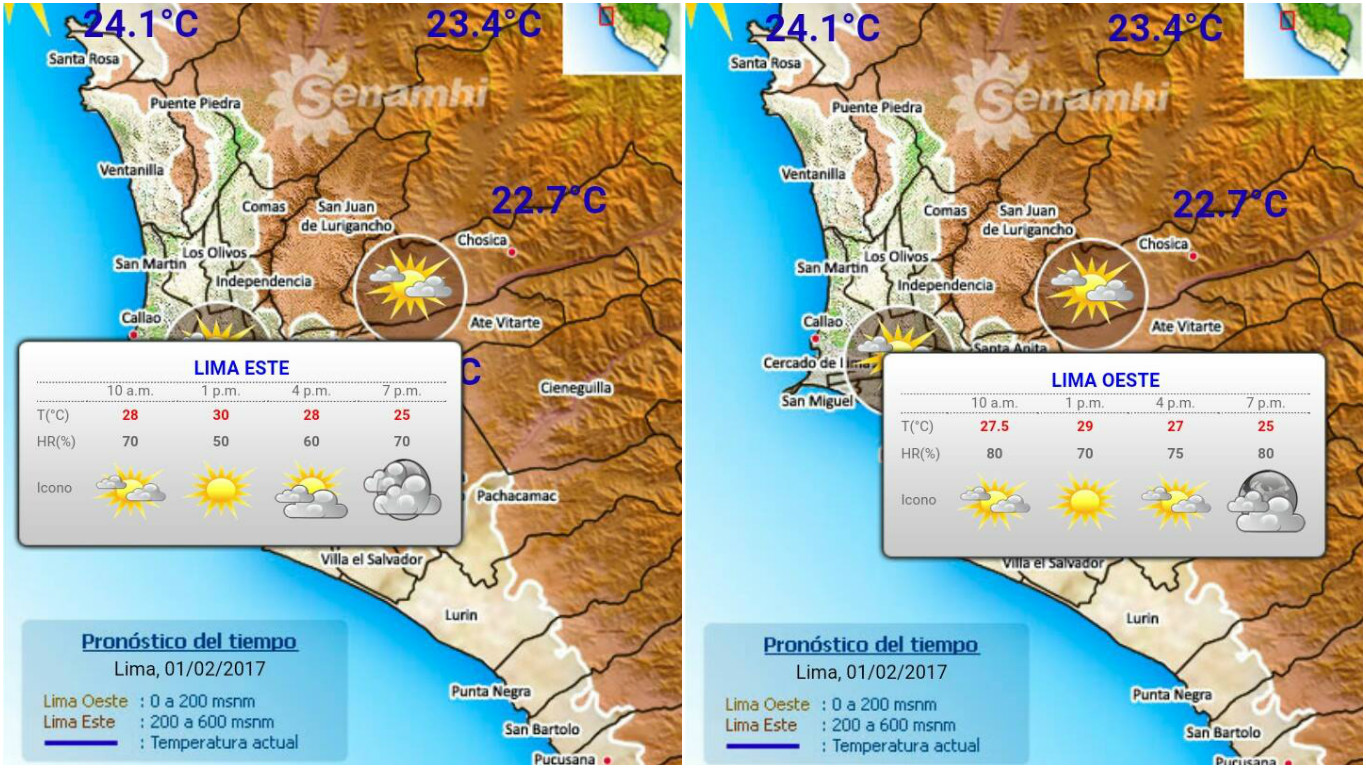 24.1°C
23.4°C
Santa Rosa
Senamhi
Puente Piedra
Ventanilla
22.7°C
Comas
San Juan
de Lurigancho
Chosica
Los Olivos
San Martin
Independencia
Callao
Ate Vitarte
C
Cieneguilla
LIMA ESTE
10 a.m. 1 p.m. 4 p.m. 7 p.m.
T(°C) 28 30 28 25
HR(%) 70 50 60 70
Icono
Pachacamac
Villa el Salvador
Lurin
Punta Negra
San Bartolo
Pucusana
Pronóstico del tiempo
Lima, 01/02/2017
Lima Oeste : 0 a 200 msnm
Lima Este : 200 a 600 msnm
: Temperatura actual
24.1°C
23.4°C
Santa Rosa
Senamhi
Puente Piedra
Ventanilla
22.7°C
Comas
San Juan
de Lurigancho
Chosica
Los Olivos
San Martin
Independencia
Callao
Ate Vitarte
Santa Anita
Cercado de lima
San Miguel
LIMA OESTE
10 a.m. 1 p.m. 4 p.m. 7 p.m.
T(°C) 27.5 29 27 25
HR(%) 80 70 75 80
Icono
Villa el Salvador
Lurin
Punta Negra
San Bartolo
Pucusana
Pronóstico del tiempo
Lima, 01/02/2017
Lima Oeste : 0 a 200 msnm
Lima Este : 200 a 600 msnm
: Temperatura actual